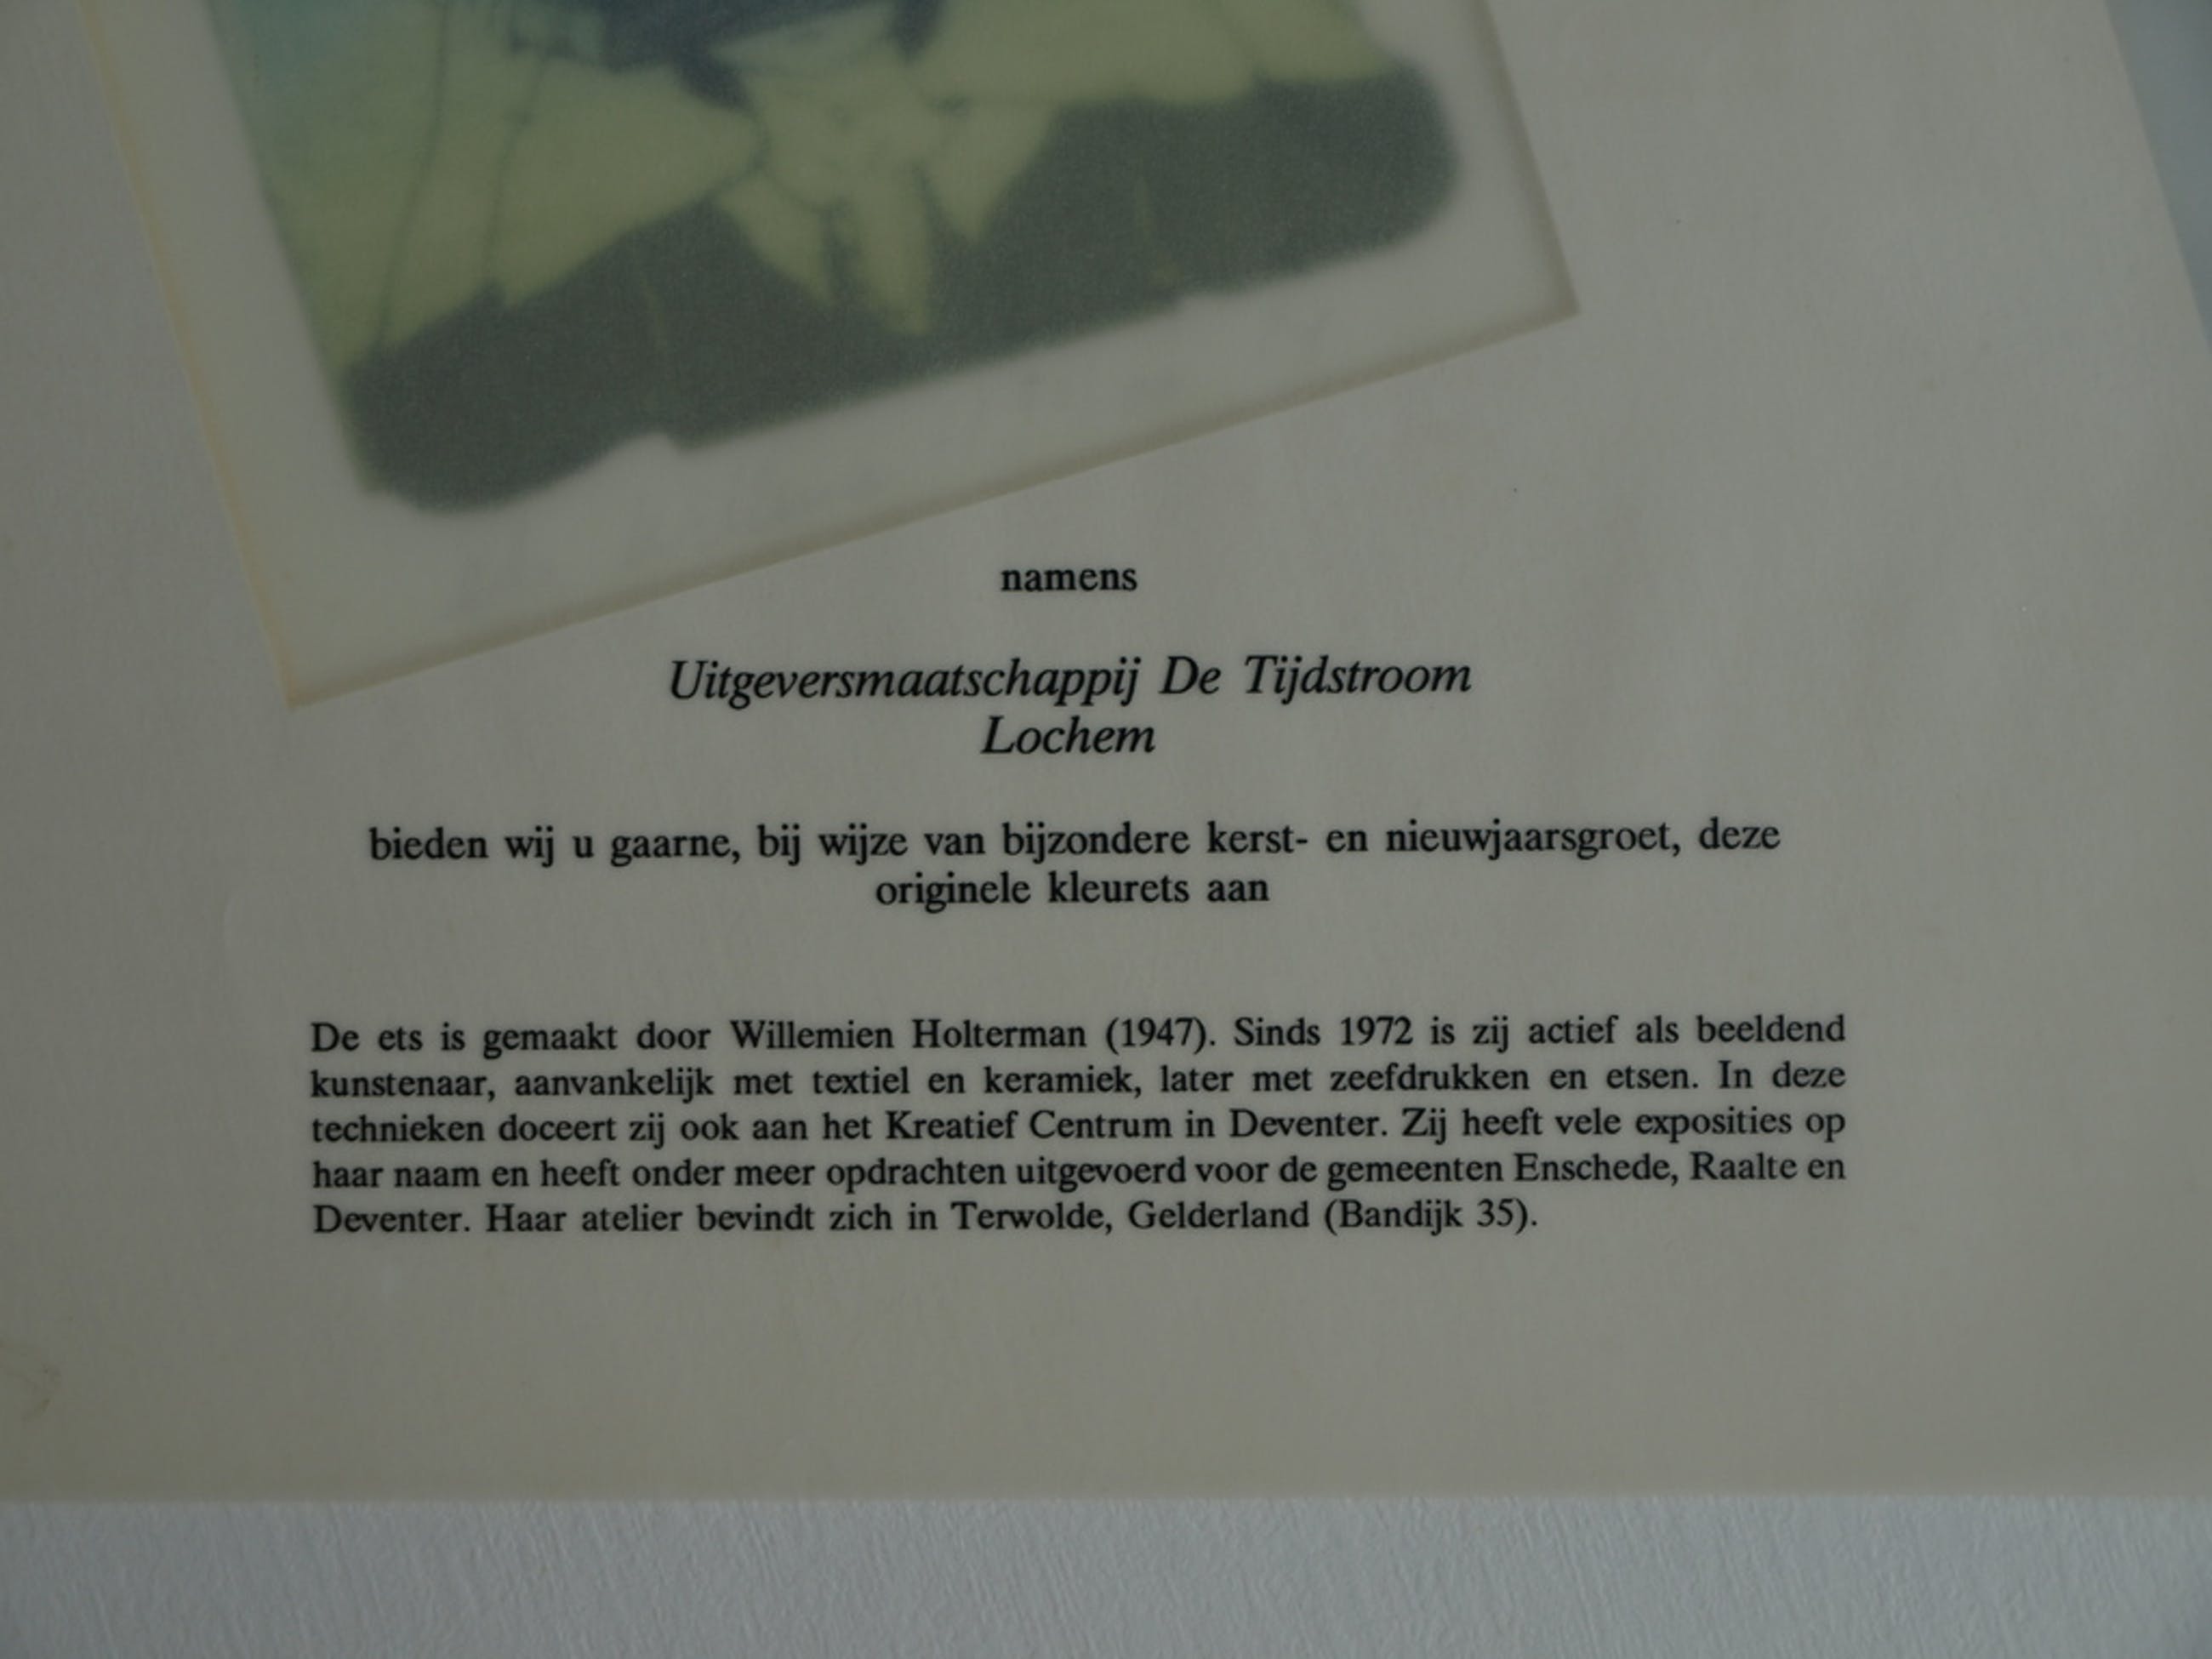 namens
Uitgeversmaatschappij De Tijdstroom
Lochem
bieden wij u gaarne, bij wijze van bijzondere kerst- en nieuwjaarsgroet, deze
originele kleurets aan
De ets is gemaakt door Willemien Holterman (1947). Sinds 1972 is zij actief als beeldend
kunstenaar, aanvankelijk met textiel en keramiek, later met zeefdrukken en etsen. In deze
technieken doceert zij ook aan het Kreatief Centrum in Deventer. Zij heeft vele exposities op
haar naam en heeft onder meer opdrachten uitgevoerd voor de gemeenten Enschede, Raalte en
Deventer. Haar atelier bevindt zich in Terwolde, Gelderland (Bandijk 35).